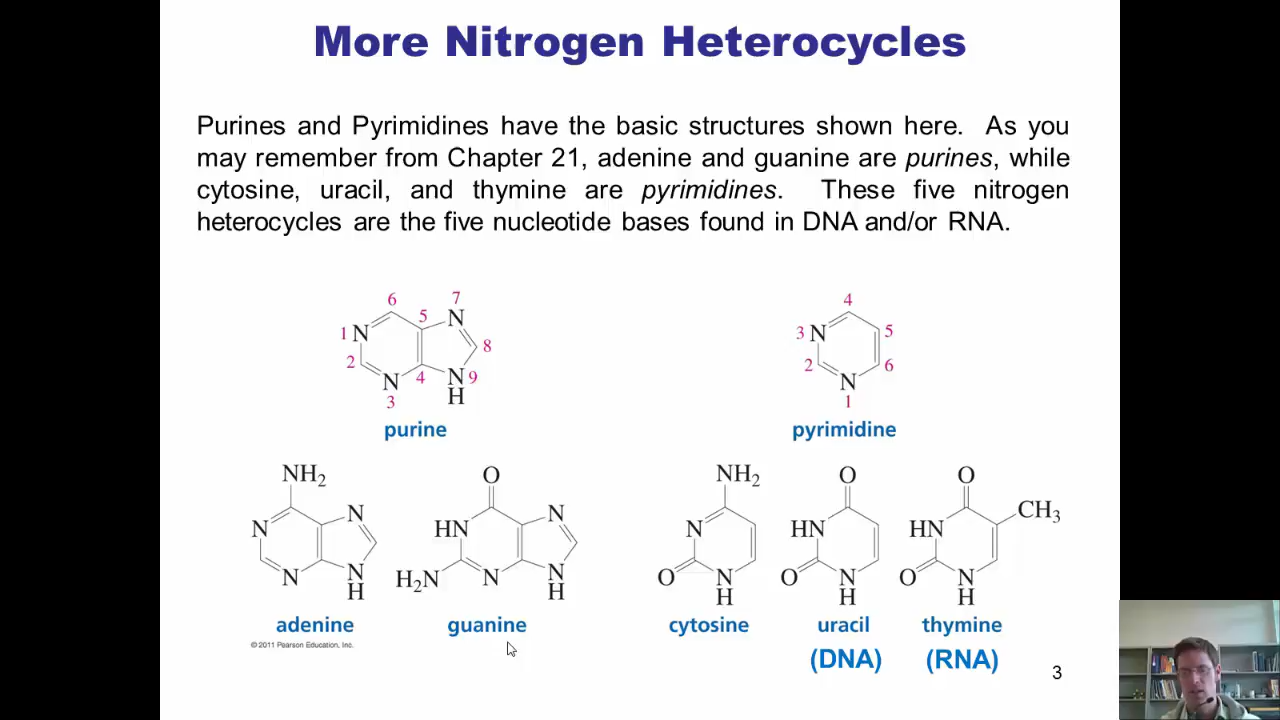 More Nitrogen Heterocycles
Purines and Pyrimidines have the basic structures shown here. As you
may remember from Chapter 21, adenine and guanine are purines, while
cytosine, uracil, and thymine are pyrimidines. These five nitrogen
heterocycles are the five nucleotide bases found in DNA and/or RNA.
6 7
5 N
1 N 8
2
N 4 N 9
3 H
purine
4
3 N 5
2 6
N
1
pyrimidine
NH2
N N
N N
H
adenine
O
HN N
H2N N N
H
guanine
NH2
N
O N
H
cytosine
O
HN
O N
H
uracil
(DNA)
O
HN CH3
O N
H
thymine
(RNA)
© 2011 Pearson Education, Inc.
3